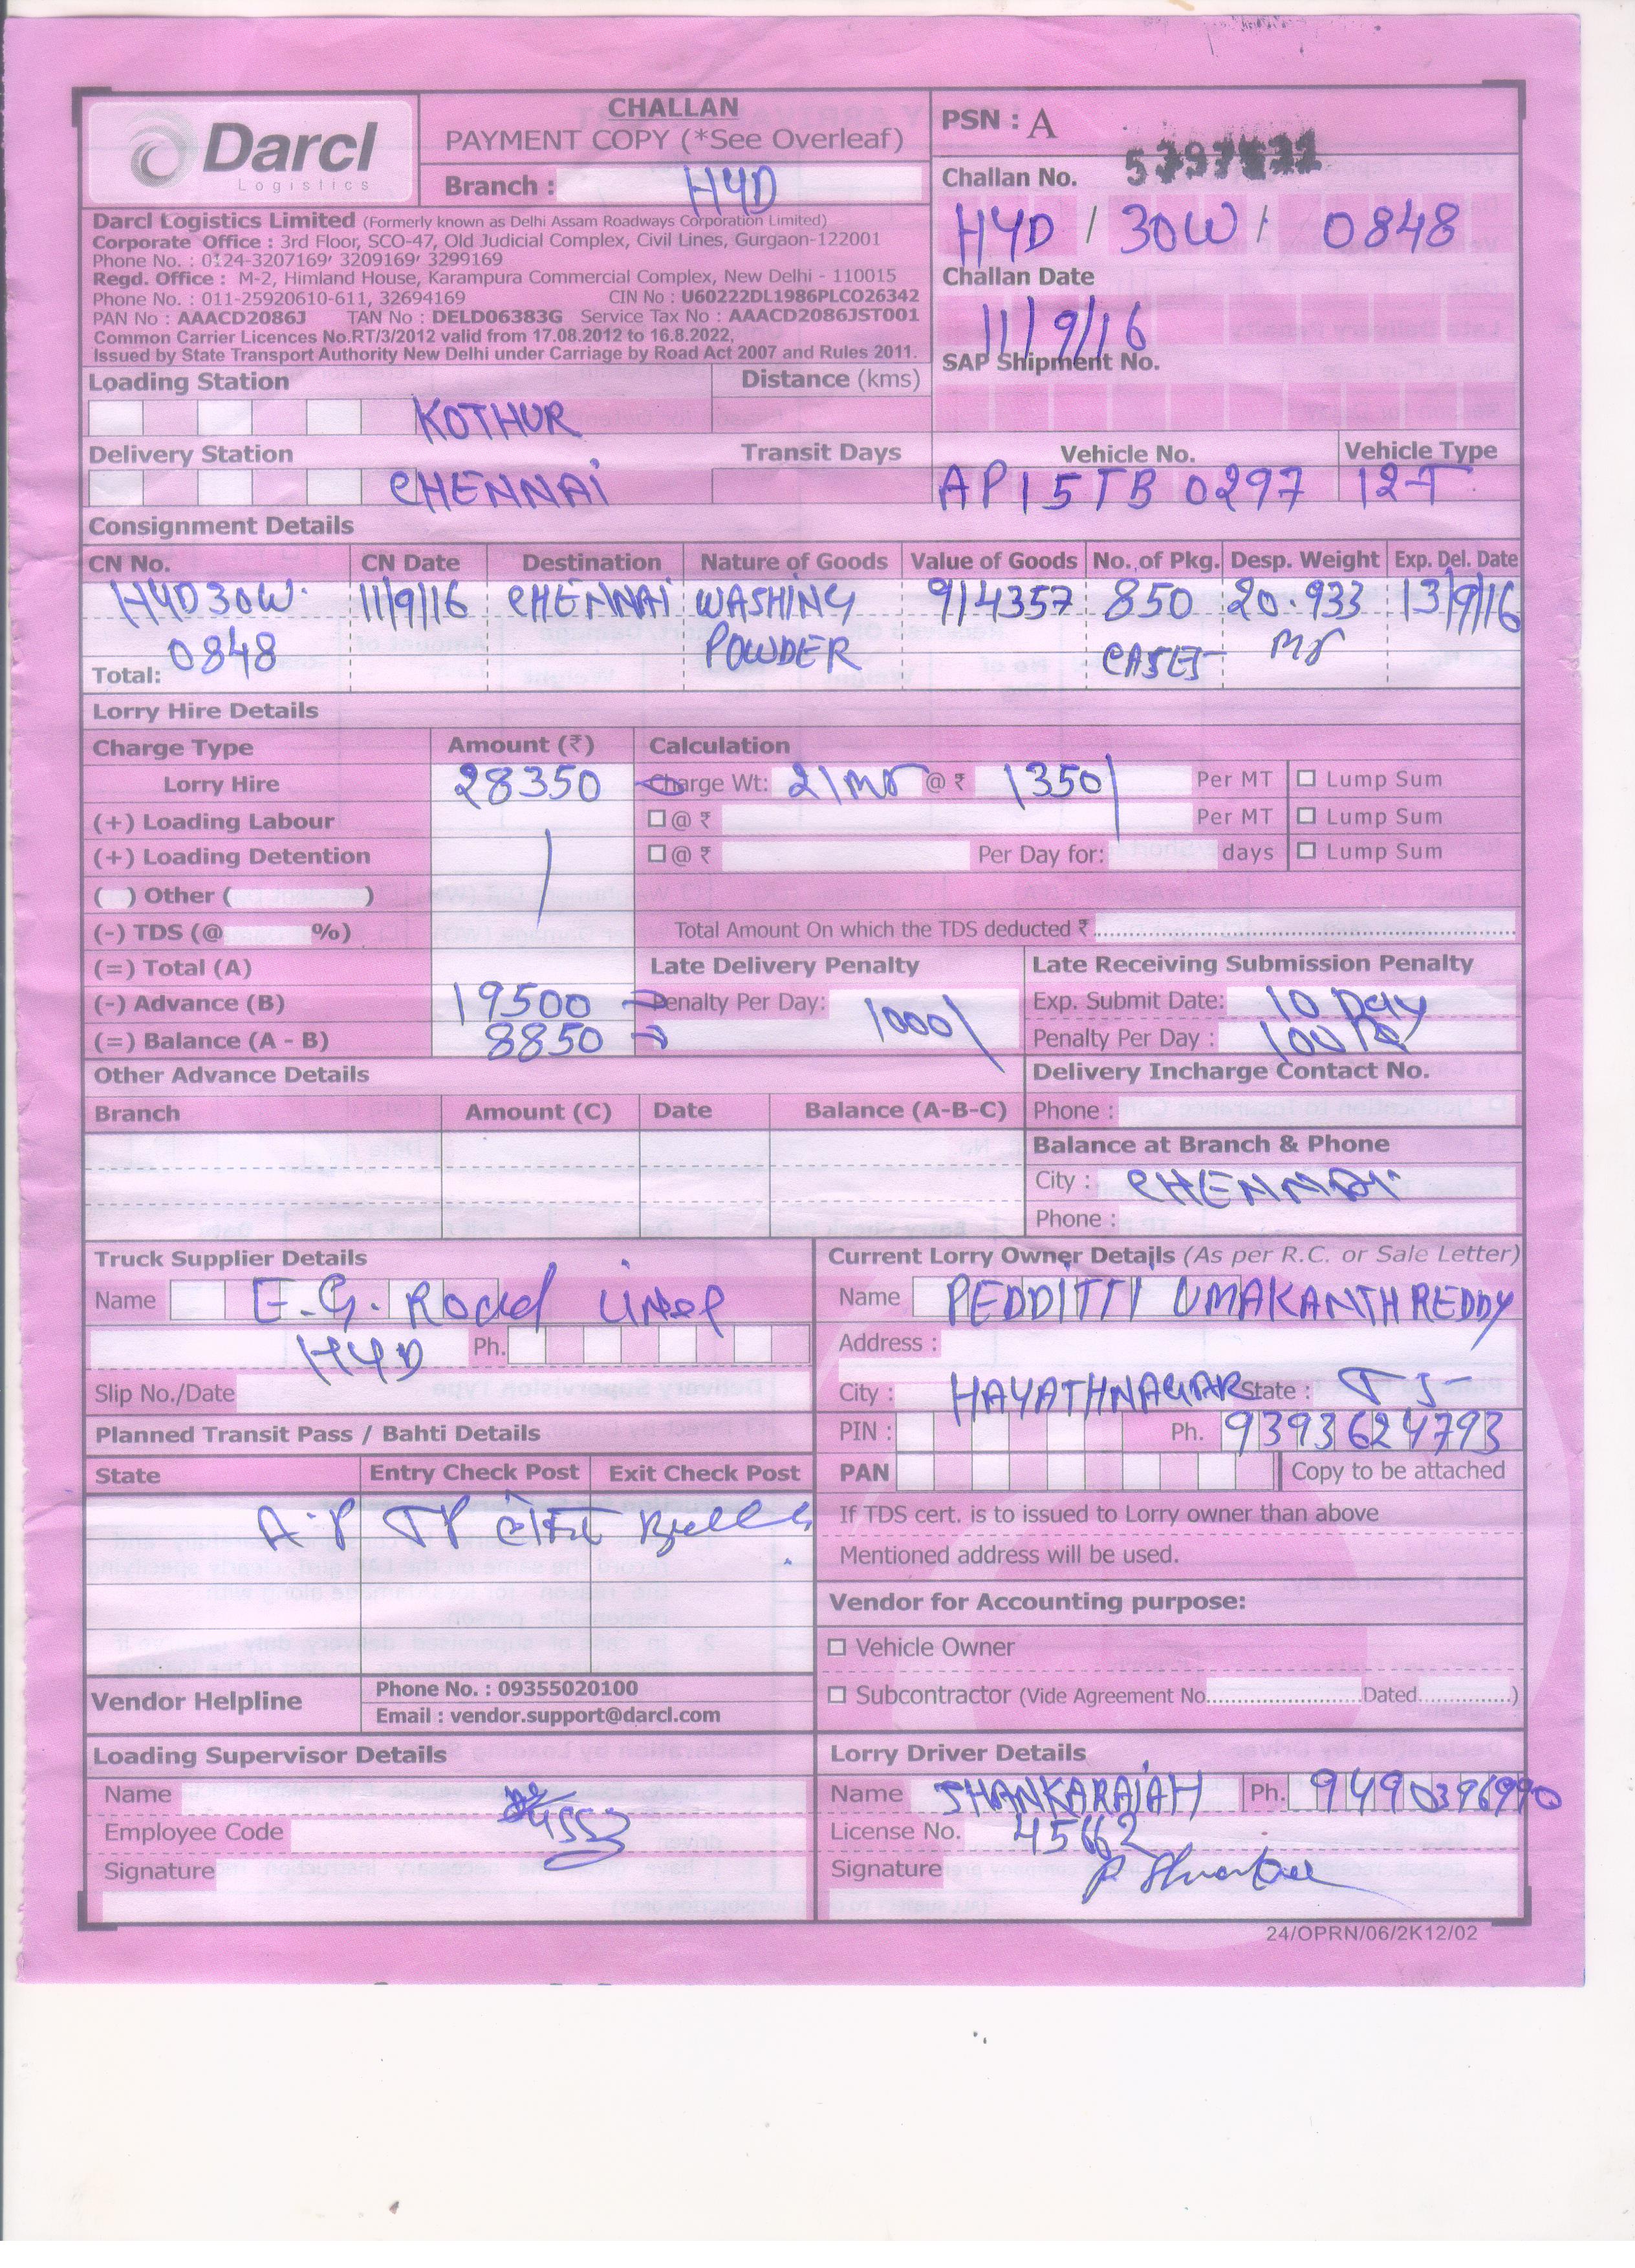 Darcl
Logistics
CHALLAN
PAYMENT COPY (*See Overleaf)
Branch : HYD
PSN : A
Challan No.
HYD / 30W / 0848
Challan Date
11/9/16
SAP Shipment No.
Darcl Logistics Limited (Formerly known as Delhi Assam Roadways Corporation Limited)
Corporate Office : 3rd Floor, SCO-47, Old Judicial Complex, Civil Lines, Gurgaon-122001
Phone No. : 0124-3207169, 3209169, 3299169
Regd. Office : M-2, Himland House, Karampura Commercial Complex, New Delhi - 110015
Phone No. : 011-25920610-611, 32694169 CIN No : U60222DL1986PLCO26342
PAN No : AAACD2086J TAN No : DELD06383G Service Tax No : AAACD2086JST001
Common Carrier Licences No.RT/3/2012 valid from 17.08.2012 to 16.8.2022,
Issued by State Transport Authority New Delhi under Carriage by Road Act 2007 and Rules 2011.
Loading Station Distance (kms)
KOTHUR
Delivery Station Transit Days Vehicle No. Vehicle Type
CHENNAi AP15TB 0297 12-T
Consignment Details
CN No. CN Date Destination Nature of Goods Value of Goods No. of Pkg. Desp. Weight Exp. Del. Date
HYD30W. 11/9/16 CHENNAi WASHING 914357 850 20.933 13/9/16
0848 POWDER CASES MT
Total:
Lorry Hire Details
Charge Type Amount (₹) Calculation
Lorry Hire 28350 Charge Wt: 21MT @ ₹ 1350/ Per MT Lump Sum
(+) Loading Labour @ ₹ Per MT Lump Sum
(+) Loading Detention @ ₹ Per Day for: days Lump Sum
( ) Other ( )
(-) TDS (@ %) Total Amount On which the TDS deducted ₹
(=) Total (A) Late Delivery Penalty Late Receiving Submission Penalty
(-) Advance (B) 19500 Penalty Per Day: 1000/ Exp. Submit Date: 10 Day
(=) Balance (A - B) 8850 Penalty Per Day : 100
Other Advance Details Delivery Incharge Contact No.
Branch Amount (C) Date Balance (A-B-C) Phone :
Balance at Branch & Phone
City : CHENNAi
Phone :
Truck Supplier Details Current Lorry Owner Details (As per R.C. or Sale Letter)
Name E.G. Road Lines Name PEDDiTTi UMAKANTH REDDY
HYD Ph. Address :
Slip No./Date City : HAYATHNAGAR State : TS
Planned Transit Pass / Bahti Details PIN : Ph. 9393624793
State Entry Check Post Exit Check Post PAN Copy to be attached
A.P TP
If TDS cert. is to issued to Lorry owner than above
Mentioned address will be used.
Vendor for Accounting purpose:
Vehicle Owner
Subcontractor (Vide Agreement No. Dated )
Vendor Helpline Phone No. : 09355020100
Email : vendor.support@darcl.com
Loading Supervisor Details Lorry Driver Details
Name Name SHANKARAiAH Ph. 9490396990
Employee Code License No.
Signature Signature
24/OPRN/06/2K12/02